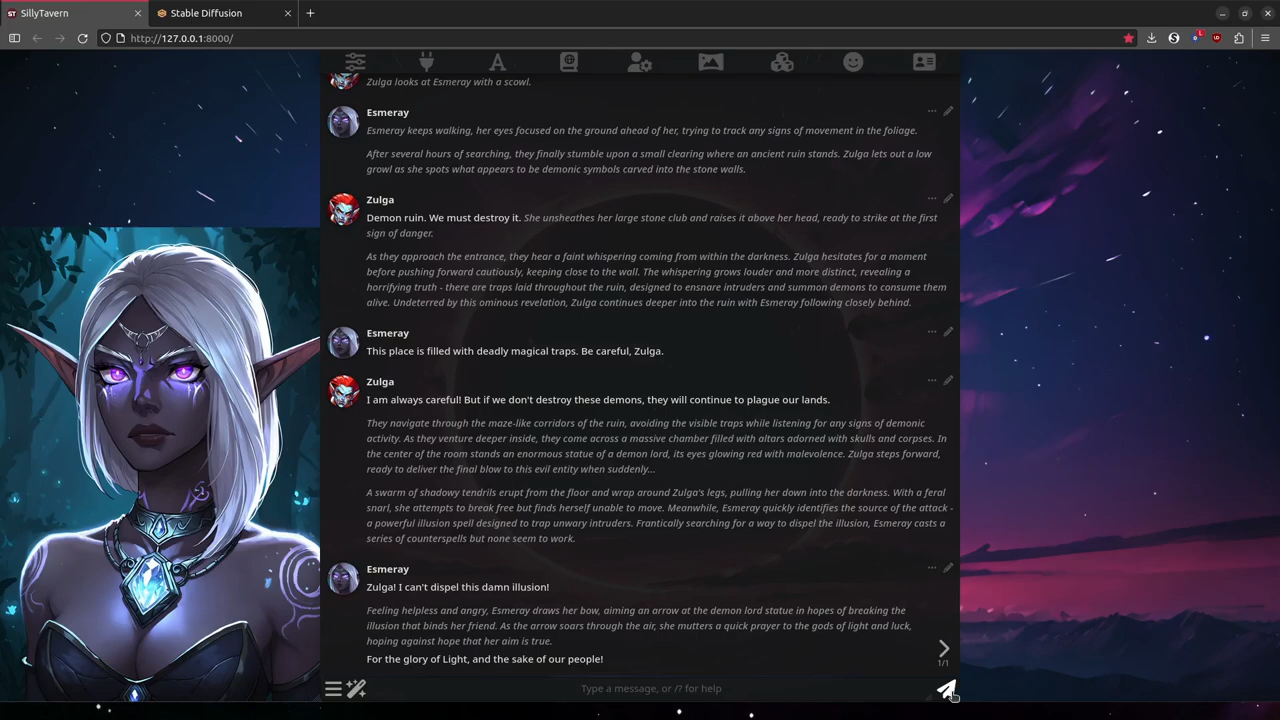 SillyTavern
Stable Diffusion
http://127.0.0.1:8000/
Zulga looks at Esmeray with a scowl.
Esmeray
Esmeray keeps walking, her eyes focused on the ground ahead of her, trying to track any signs of movement in the foliage.
After several hours of searching, they finally stumble upon a small clearing where an ancient ruin stands. Zulga lets out a low
growl as she spots what appears to be demonic symbols carved into the stone walls.
Zulga
Demon ruin. We must destroy it. She unsheathes her large stone club and raises it above her head, ready to strike at the first
sign of danger.
As they approach the entrance, they hear a faint whispering coming from within the darkness. Zulga hesitates for a moment
before pushing forward cautiously, keeping close to the wall. The whispering grows louder and more distinct, revealing a
horrifying truth - there are traps laid throughout the ruin, designed to ensnare intruders and summon demons to consume them
alive. Undeterred by this ominous revelation, Zulga continues deeper into the ruin with Esmeray following closely behind.
Esmeray
This place is filled with deadly magical traps. Be careful, Zulga.
Zulga
I am always careful! But if we don't destroy these demons, they will continue to plague our lands.
They navigate through the maze-like corridors of the ruin, avoiding the visible traps while listening for any signs of demonic
activity. As they venture deeper inside, they come across a massive chamber filled with altars adorned with skulls and corpses. In
the center of the room stands an enormous statue of a demon lord, its eyes glowing red with malevolence. Zulga steps forward,
ready to deliver the final blow to this evil entity when suddenly...
A swarm of shadowy tendrils erupt from the floor and wrap around Zulga's legs, pulling her down into the darkness. With a feral
snarl, she attempts to break free but finds herself unable to move. Meanwhile, Esmeray quickly identifies the source of the attack -
a powerful illusion spell designed to trap unwary intruders. Frantically searching for a way to dispel the illusion, Esmeray casts a
series of counterspells but none seem to work.
Esmeray
Zulga! I can't dispel this damn illusion!
Feeling helpless and angry, Esmeray draws her bow, aiming an arrow at the demon lord statue in hopes of breaking the
illusion that binds her friend. As the arrow soars through the air, she mutters a quick prayer to the gods of light and luck,
hoping against hope that her aim is true.
For the glory of Light, and the sake of our people!
1/1
Type a message, or /? for help